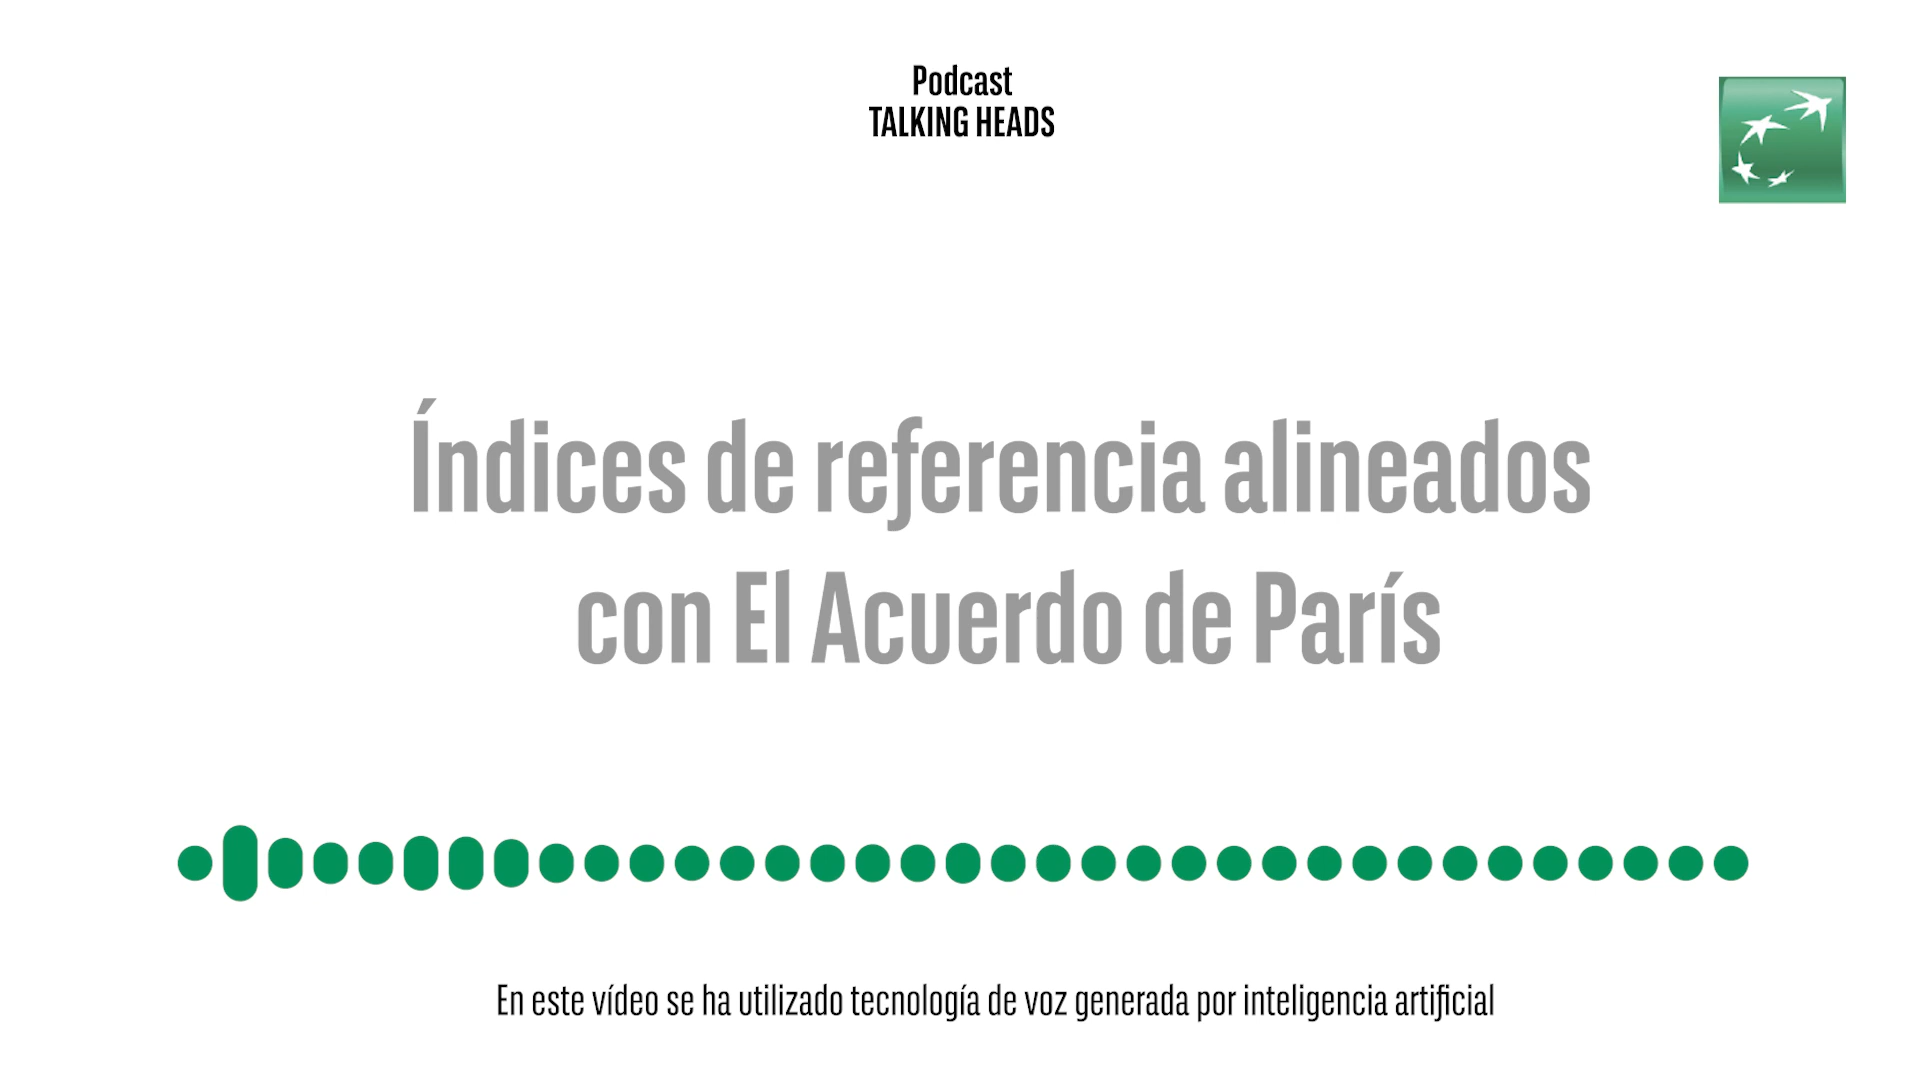 Podcast
TALKING HEADS
Índices de referencia alineados
con El Acuerdo de París
En este vídeo se ha utilizado tecnología de voz generada por inteligencia artificial